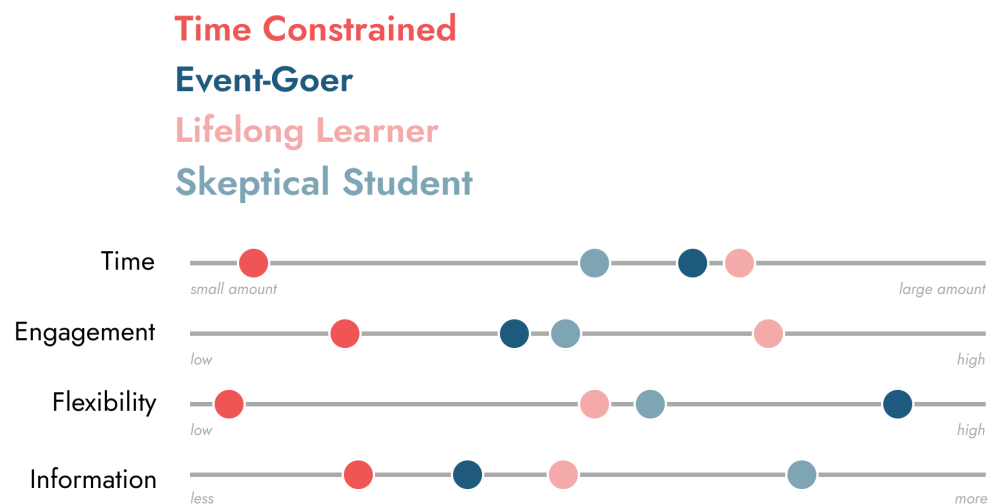 Time Constrained
Event-Goer
Lifelong Learner
Skeptical Student
Time
small amount
large amount
Engagement
low
high
Flexibility
low
high
Information
less
more